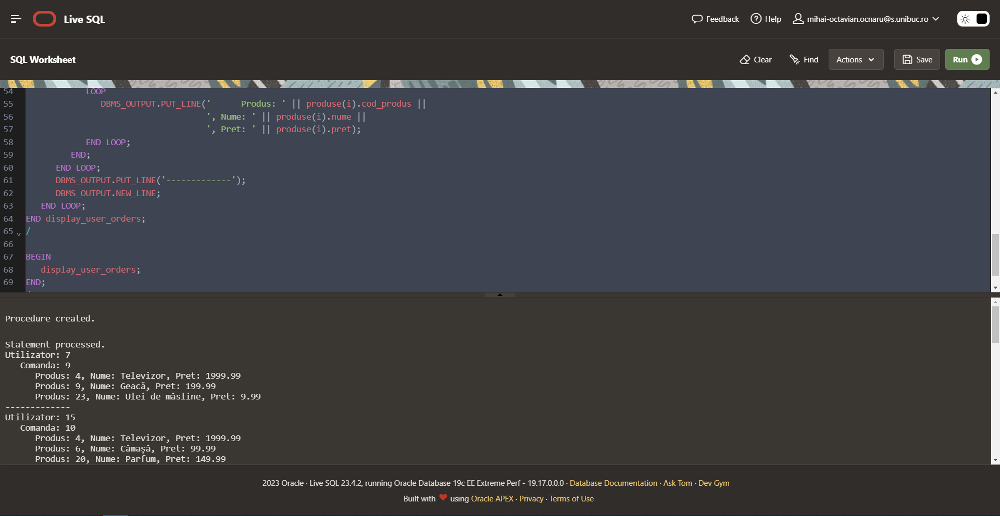 Live SQL
Feedback Help mihai-octavian.ocnaru@s.unibuc.ro
SQL Worksheet
Clear Find Actions Save Run
54 LOOP
55 DBMS_OUTPUT.PUT_LINE('      Produs: ' || produse(i).cod_produs ||
56 ', Nume: ' || produse(i).nume ||
57 ', Pret: ' || produse(i).pret);
58 END LOOP;
59 END;
60 END LOOP;
61 DBMS_OUTPUT.PUT_LINE('-------------');
62 DBMS_OUTPUT.NEW_LINE;
63 END LOOP;
64 END display_user_orders;
65 /
66
67 BEGIN
68 display_user_orders;
69 END;
Procedure created.
Statement processed.
Utilizator: 7
Comanda: 9
Produs: 4, Nume: Televizor, Pret: 1999.99
Produs: 9, Nume: Geacă, Pret: 199.99
Produs: 23, Nume: Ulei de măsline, Pret: 9.99
-------------
Utilizator: 15
Comanda: 10
Produs: 4, Nume: Televizor, Pret: 1999.99
Produs: 6, Nume: Cămașă, Pret: 99.99
Produs: 20, Nume: Parfum, Pret: 149.99
2023 Oracle · Live SQL 23.4.2, running Oracle Database 19c EE Extreme Perf - 19.17.0.0.0 · Database Documentation · Ask Tom · Dev Gym
Built with ❤ using Oracle APEX · Privacy · Terms of Use